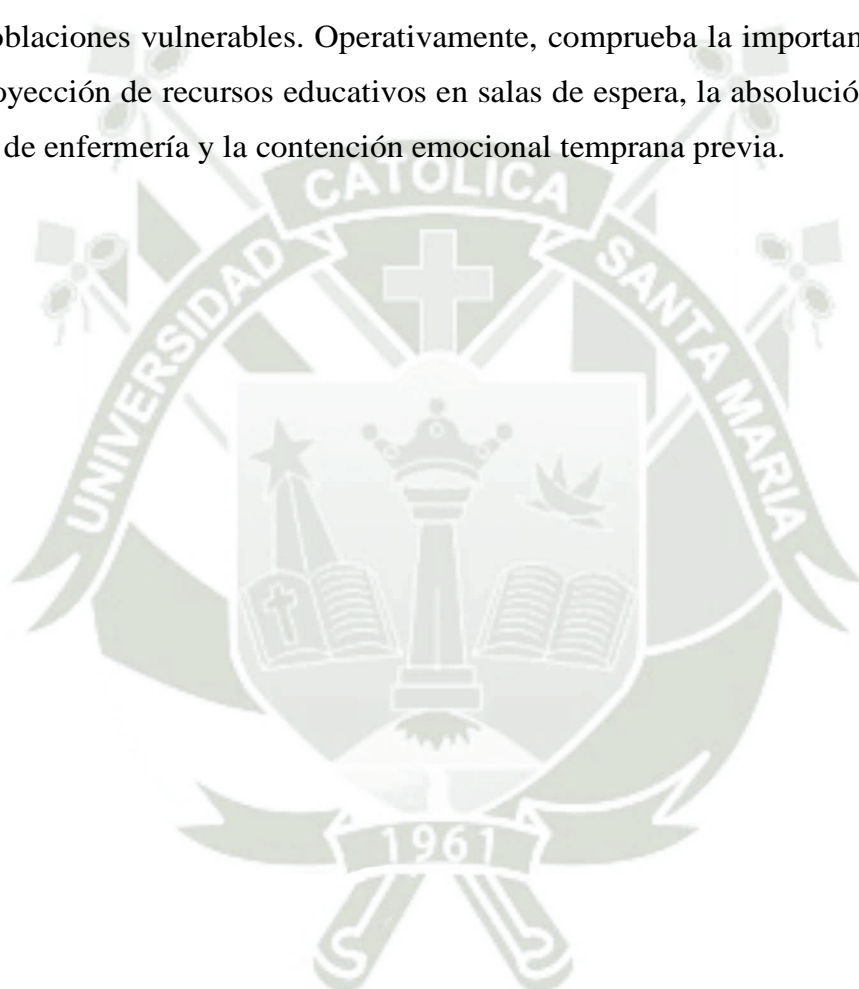 oblaciones vulnerables. Operativamente, comprueba la importan
oyección de recursos educativos en salas de espera, la absolució
de enfermería y la contención emocional temprana previa.
UNIVERSIDAD CATOLICA SANTA MARIA
1961